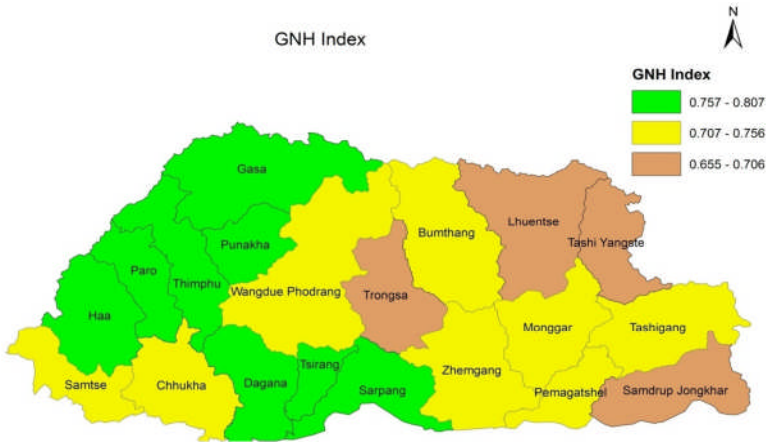 N
GNH Index
GNH Index
0.757 - 0.807
0.707 - 0.756
0.655 - 0.706
Gasa
Punakha
Paro
Thimphu
Haa
Wangdue Phodrang
Trongsa
Bumthang
Lhuentse
Tashi Yangste
Monggar
Tashigang
Samtse
Chhukha
Dagana
Tsirang
Sarpang
Zhemgang
Pemagatshel
Samdrup Jongkhar